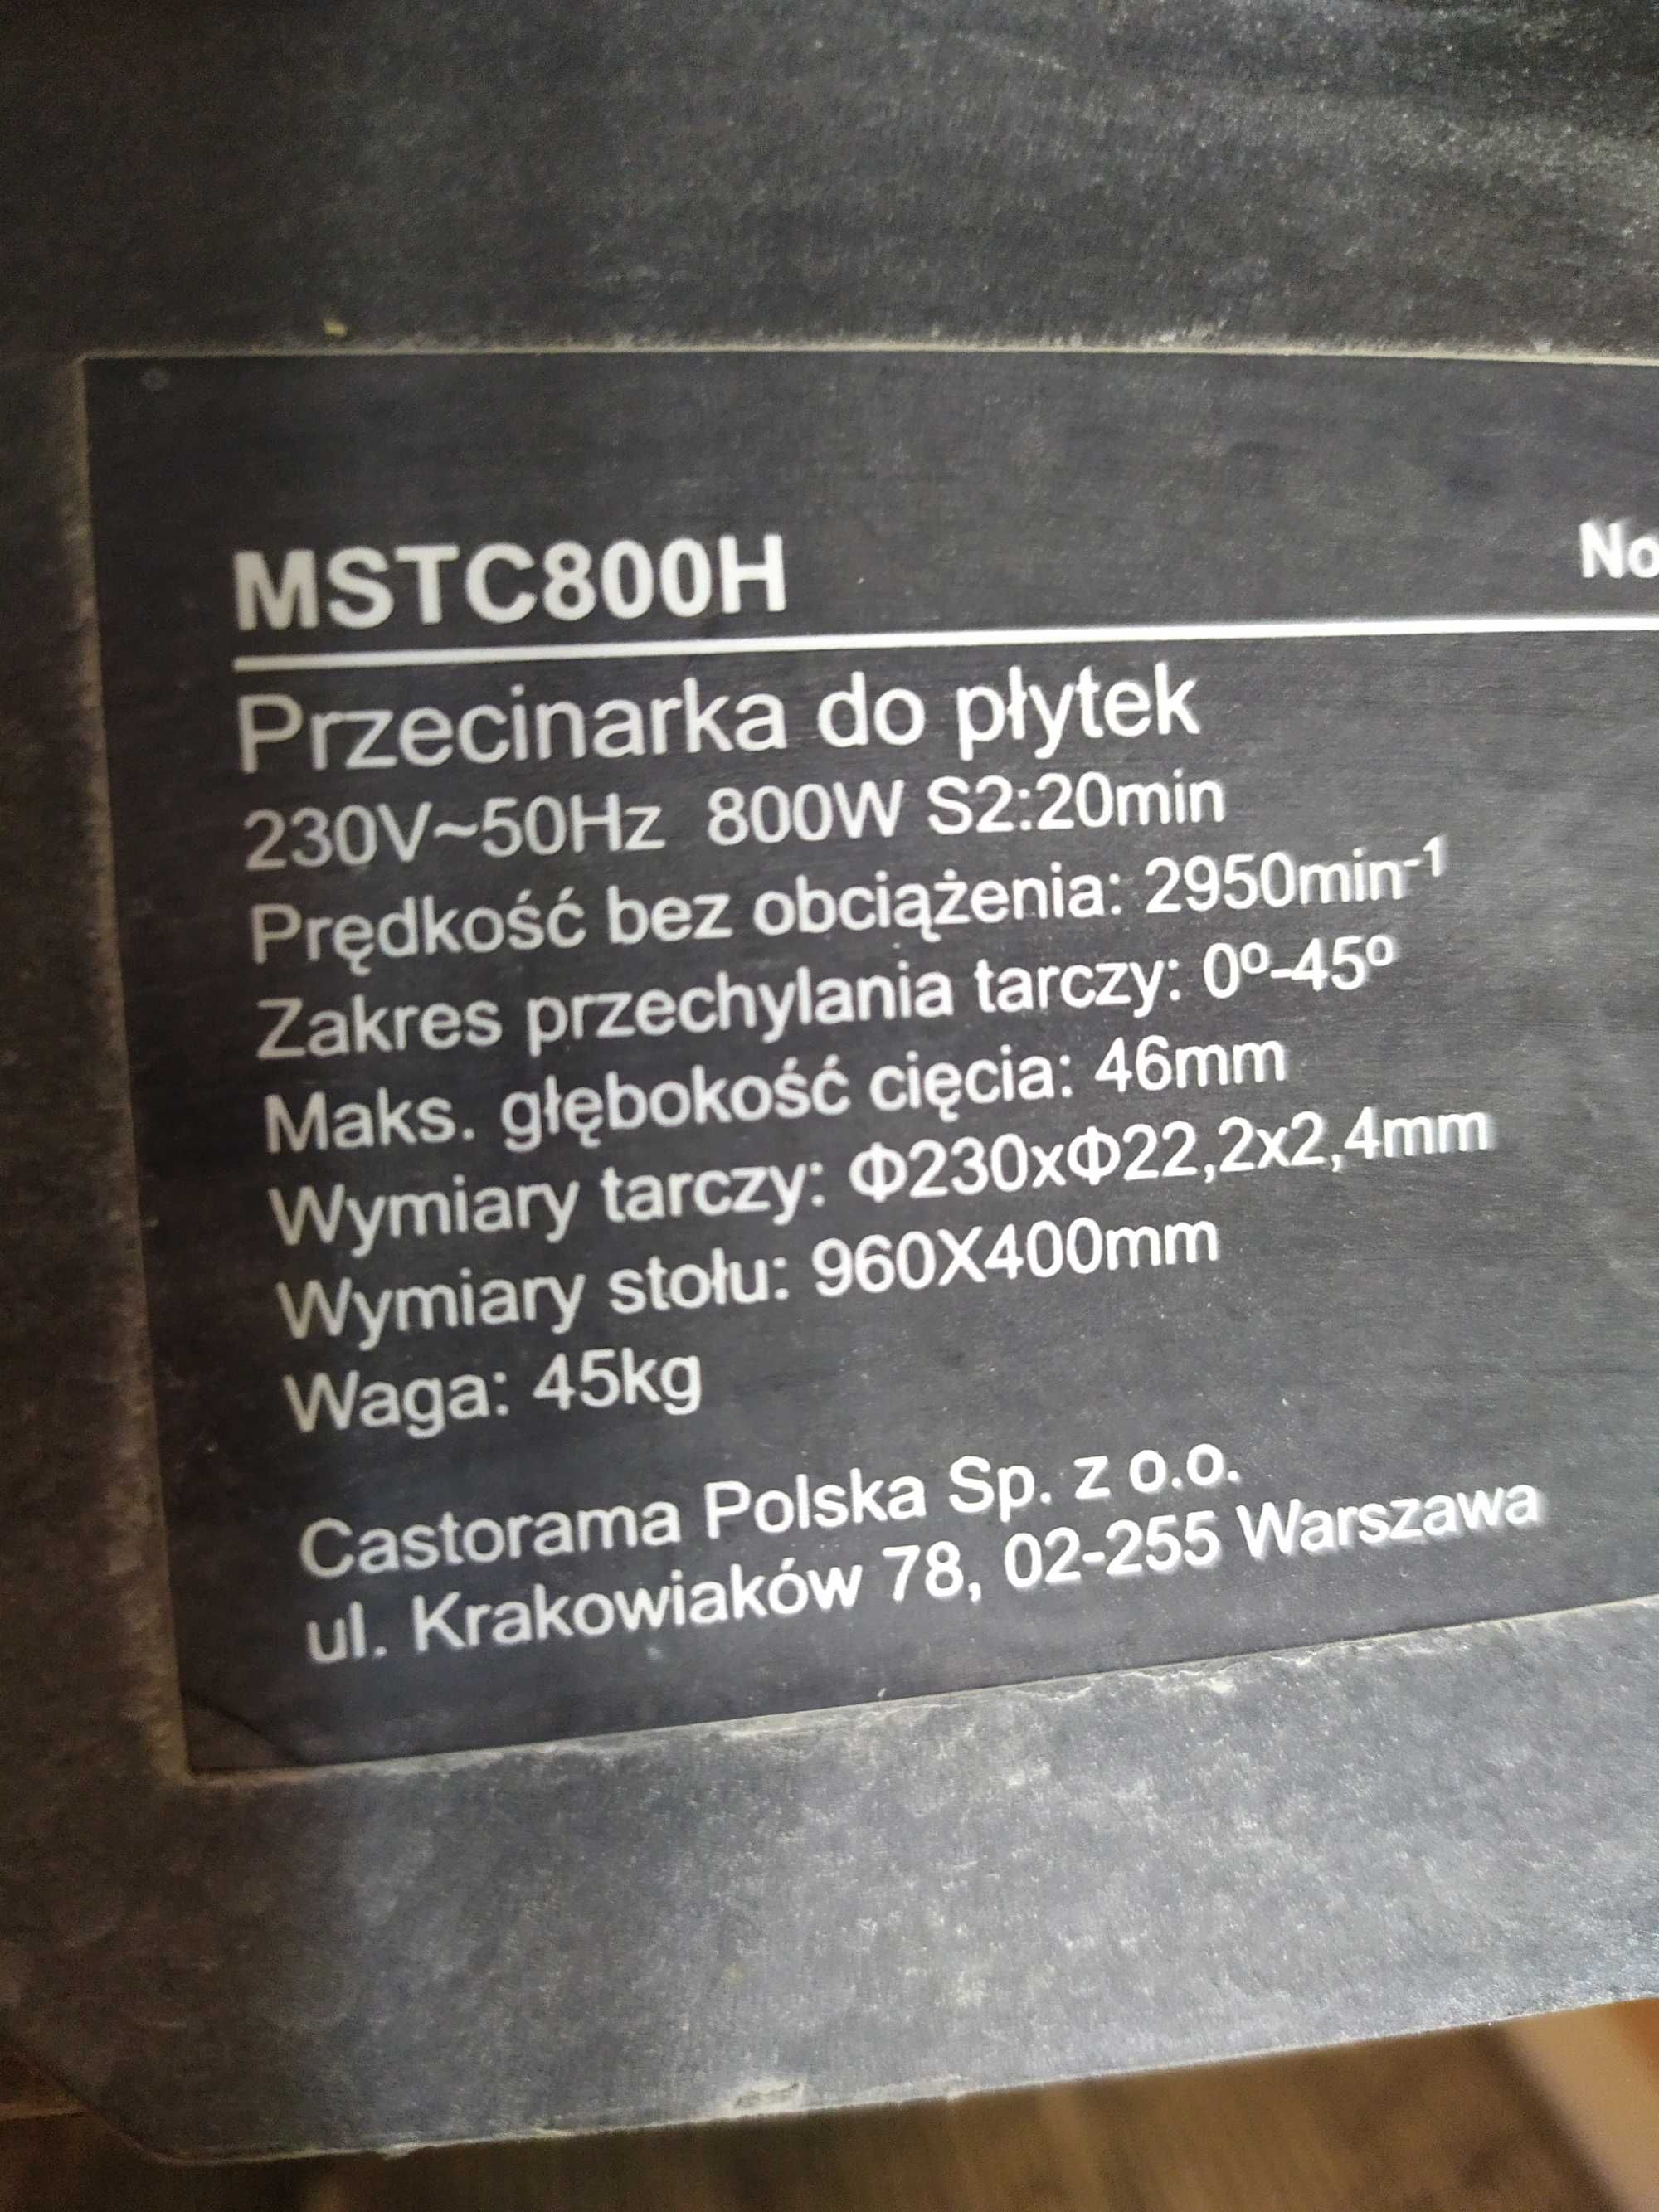 MSTC800H No
Przecinarka do płytek
230V~50Hz 800W S2:20min
Prędkość bez obciążenia: 2950min⁻¹
Zakres przechylania tarczy: 0º-45º
Maks. głębokość cięcia: 46mm
Wymiary tarczy: Φ230xΦ22,2x2,4mm
Wymiary stołu: 960X400mm
Waga: 45kg
Castorama Polska Sp. z o.o.
ul. Krakowiaków 78, 02-255 Warszawa